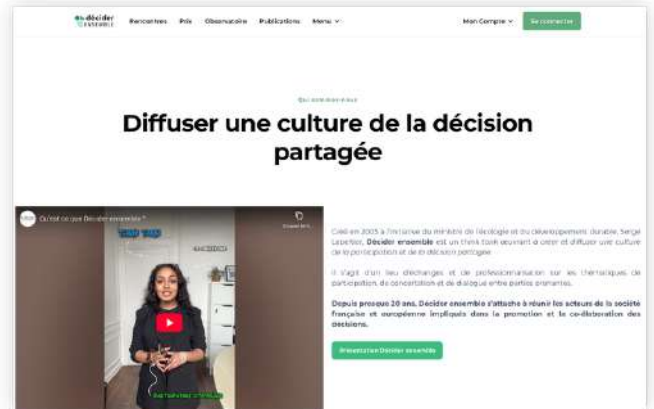 décider
ENSEMBLE
Rencontres Prix Observatoire Publications Menu
Mon Compte
Se connecter
Qui sommes-nous
Diffuser une culture de la décision
partagée
Qu'est ce que Décider ensemble ?
Créé en 2005 à l'initiative du ministre de l'écologie et du développement durable, Serge
Lepeltier, Décider ensemble est un think tank œuvrant à créer et diffuser une culture
de la participation et de la décision partagée.
Il s'agit d'un lieu d'échanges et de professionnalisation sur les thématiques de
participation, de concertation et de dialogue entre parties prenantes.
Depuis presque 20 ans, Décider ensemble s'attache à réunir les acteurs de la société
française et européenne impliqués dans la promotion et la co-élaboration des
décisions.
Présentation Décider ensemble